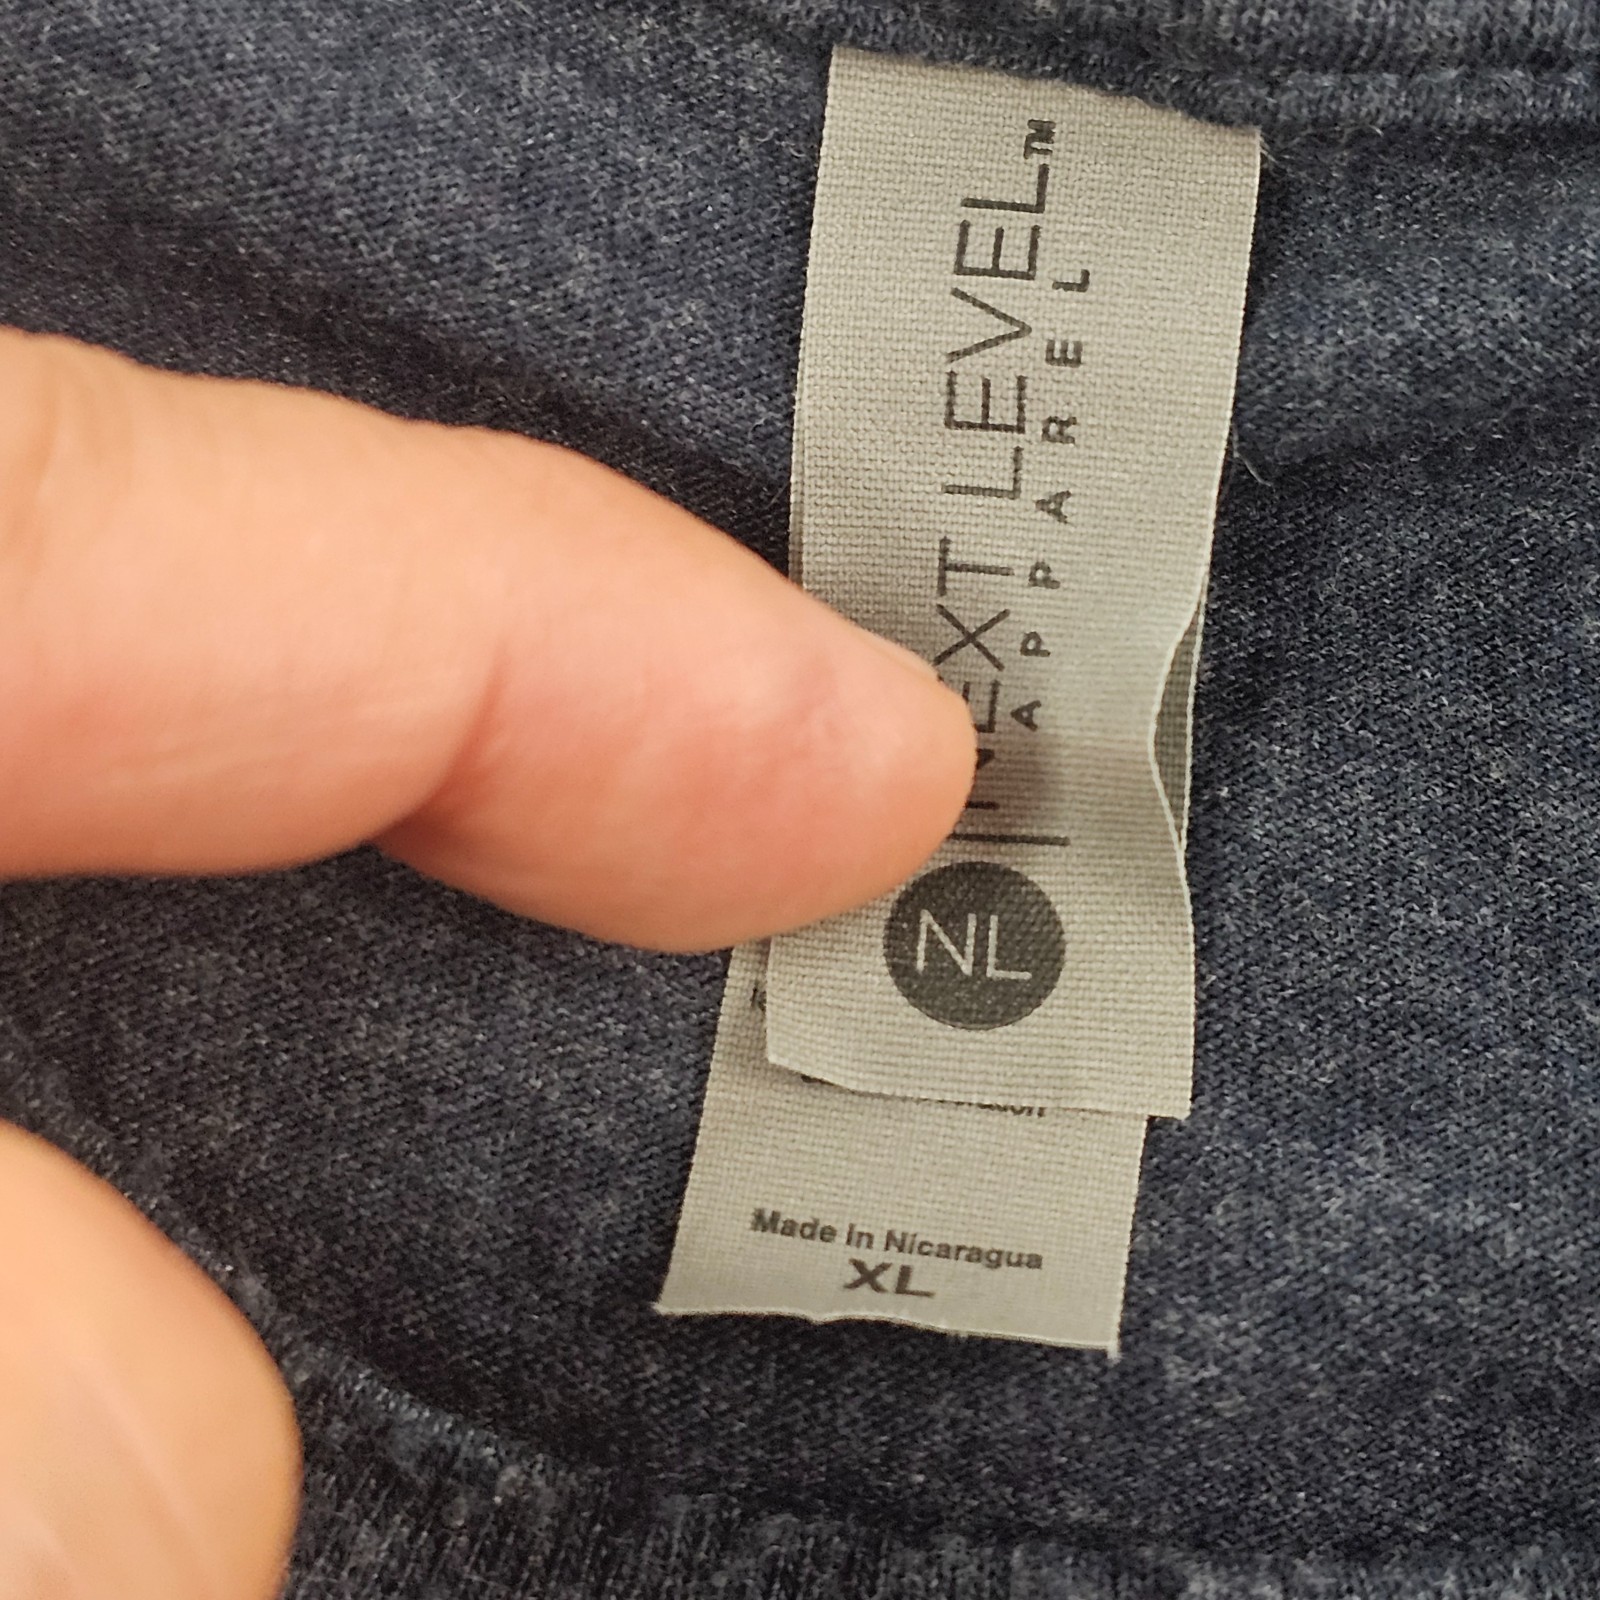 NEXT LEVEL™
APPAREL
NL
Made in Nicaragua
XL